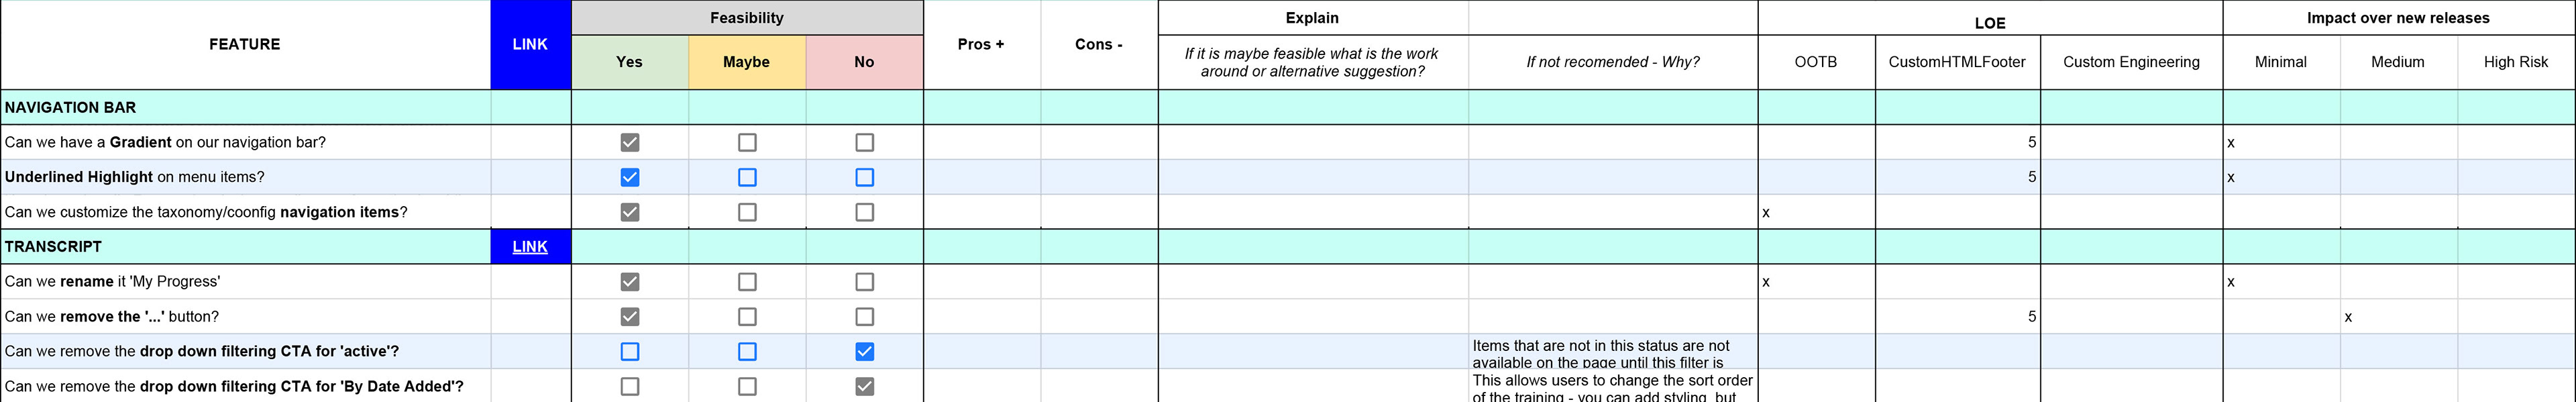 FEATURE
LINK
Feasibility
Yes
Maybe
No
Pros +
Cons -
Explain
If it is maybe feasible what is the work
around or alternative suggestion?
If not recomended - Why?
LOE
OOTB
CustomHTMLFooter
Custom Engineering
Impact over new releases
Minimal
Medium
High Risk
NAVIGATION BAR
Can we have a Gradient on our navigation bar?
5
x
Underlined Highlight on menu items?
5
x
Can we customize the taxonomy/coonfig navigation items?
x
TRANSCRIPT
LINK
Can we rename it 'My Progress'
x
x
Can we remove the '...' button?
5
x
Can we remove the drop down filtering CTA for 'active'?
Items that are not in this status are not
available on the page until this filter is
Can we remove the drop down filtering CTA for 'By Date Added'?
This allows users to change the sort order
of the training - you can add styling, but